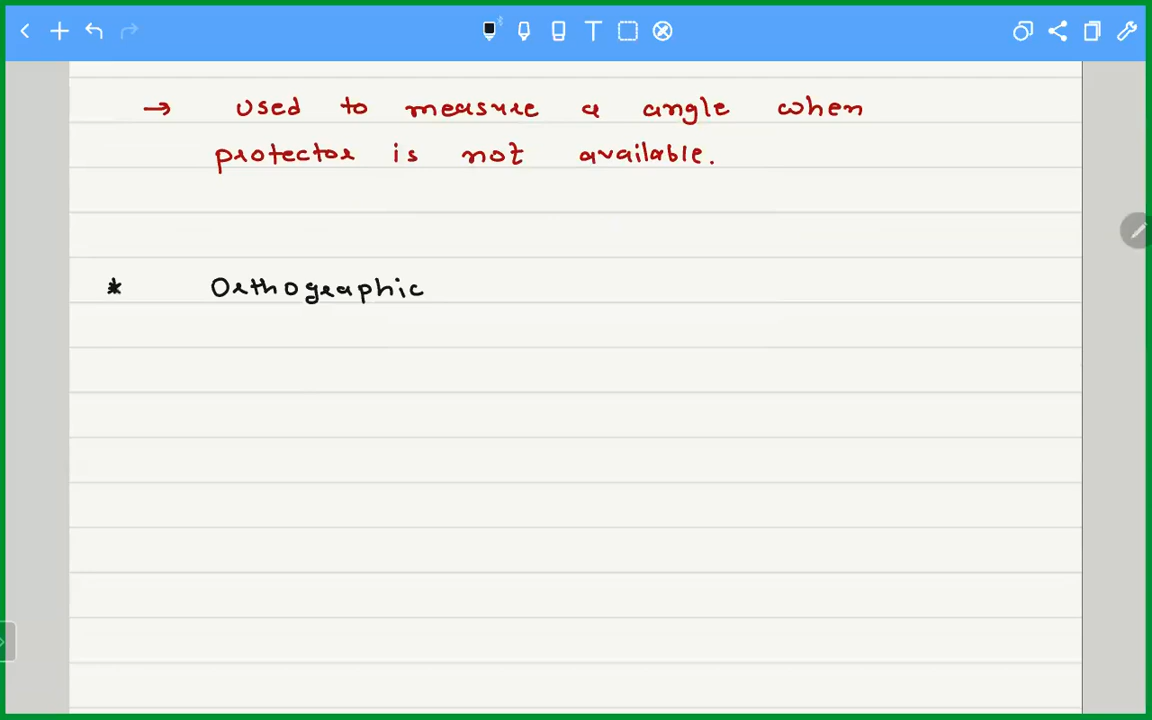 → used to measure a angle when
protector is not available.
* Orthographic